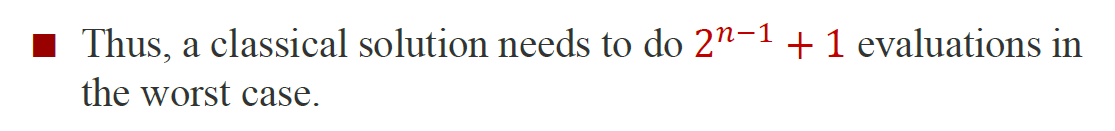 ■ Thus, a classical solution needs to do $2^{n-1} + 1$ evaluations in
the worst case.